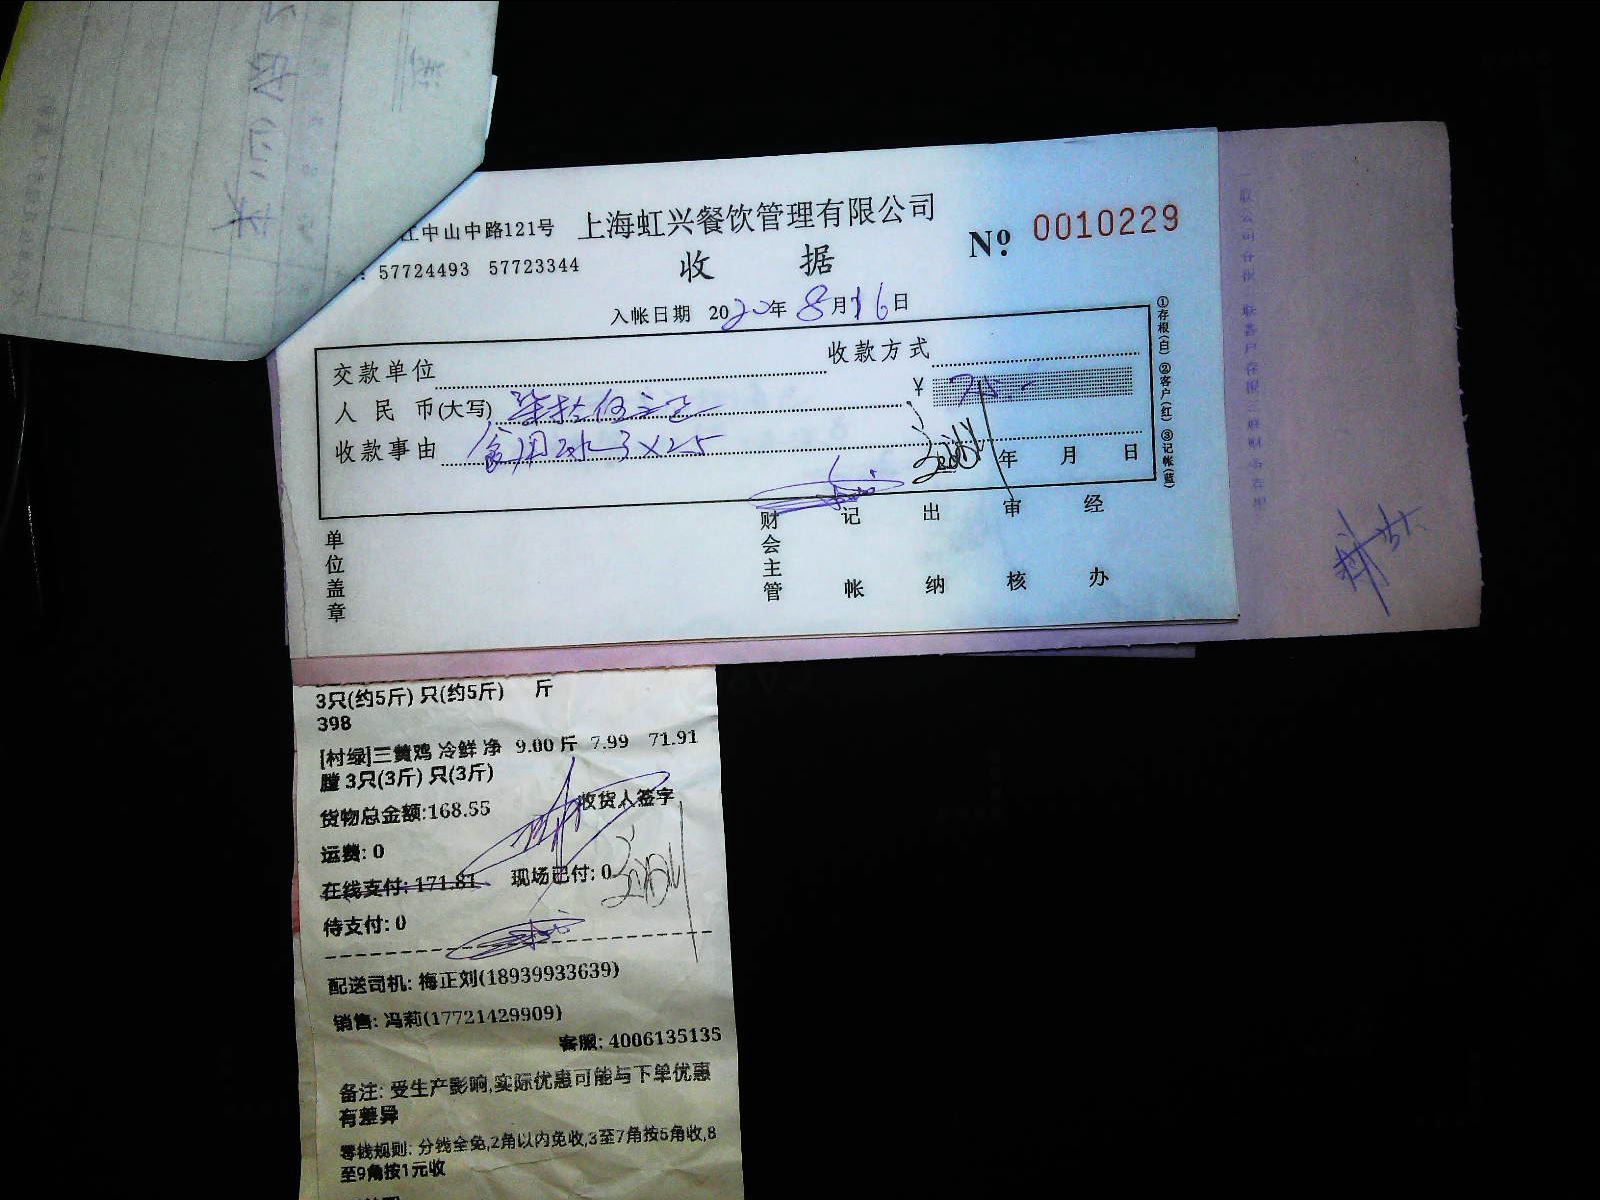 江中山中路121号 上海虹兴餐饮管理有限公司
57724493 57723344
收 据
Nº 0010229
入帐日期 2020年8月16日
交款单位 收款方式
人民币(大写) 柒拾伍元正 ¥ 75.-
收款事由 ×25
年 月 日
①存根(白) ②客户(红) ③记帐(蓝)
单位盖章 财会主管 记帐 出纳 审核 经办
3只(约5斤) 只(约5斤) 斤
398
[村绿]三黄鸡 冷鲜 净 9.00 斤 7.99 71.91
膛 3只(3斤) 只(3斤)
货物总金额:168.55 收货人签字
运费: 0
在线支付: 171.81 现场已付: 0
待支付: 0
配送司机: 梅正刘(18939933639)
销售: 冯莉(17721429909)
客服: 4006135135
备注: 受生产影响,实际优惠可能与下单优惠
有差异
零钱规则: 分钱全免,2角以内免收,3至7角按5角收,8
至9角按1元收